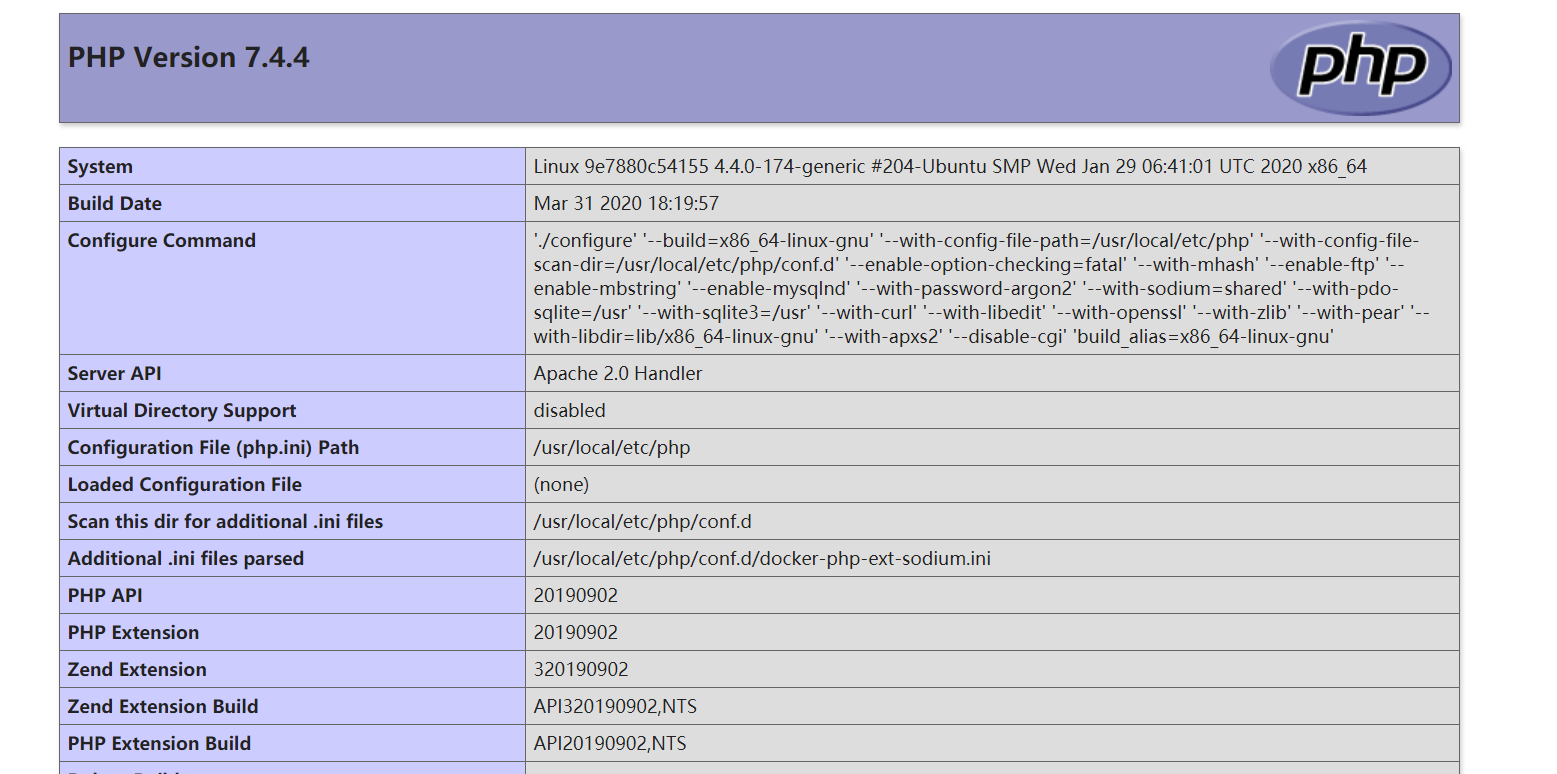 PHP Version 7.4.4
php
System Linux 9e7880c54155 4.4.0-174-generic #204-Ubuntu SMP Wed Jan 29 06:41:01 UTC 2020 x86_64
Build Date Mar 31 2020 18:19:57
Configure Command './configure' '--build=x86_64-linux-gnu' '--with-config-file-path=/usr/local/etc/php' '--with-config-file-
scan-dir=/usr/local/etc/php/conf.d' '--enable-option-checking=fatal' '--with-mhash' '--enable-ftp' '--
enable-mbstring' '--enable-mysqlnd' '--with-password-argon2' '--with-sodium=shared' '--with-pdo-
sqlite=/usr' '--with-sqlite3=/usr' '--with-curl' '--with-libedit' '--with-openssl' '--with-zlib' '--with-pear' '--
with-libdir=lib/x86_64-linux-gnu' '--with-apxs2' '--disable-cgi' 'build_alias=x86_64-linux-gnu'
Server API Apache 2.0 Handler
Virtual Directory Support disabled
Configuration File (php.ini) Path /usr/local/etc/php
Loaded Configuration File (none)
Scan this dir for additional .ini files /usr/local/etc/php/conf.d
Additional .ini files parsed /usr/local/etc/php/conf.d/docker-php-ext-sodium.ini
PHP API 20190902
PHP Extension 20190902
Zend Extension 320190902
Zend Extension Build API320190902,NTS
PHP Extension Build API20190902,NTS